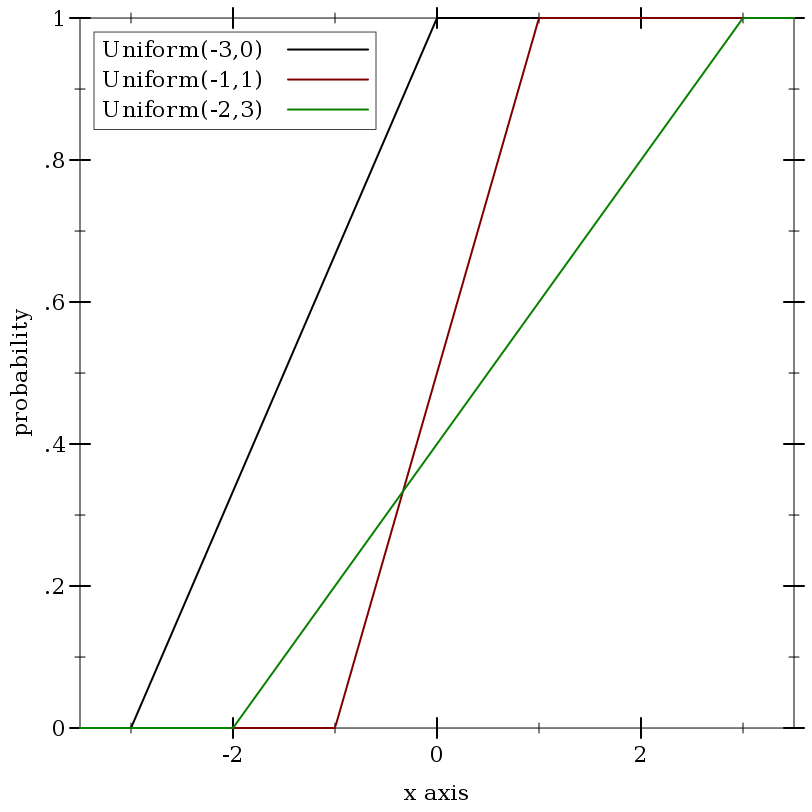 1
Uniform(-3,0)
Uniform(-1,1)
Uniform(-2,3)
.8
.6
probability
.4
.2
0
-2 0 2
x axis